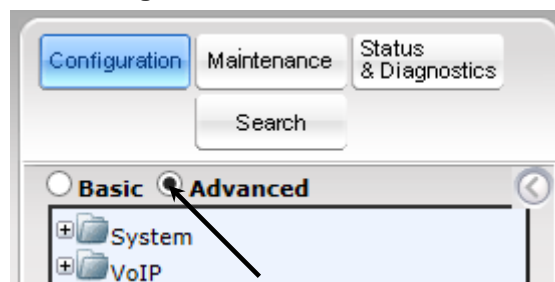 Configuration Maintenance Status
& Diagnostics
Search
Basic Advanced
System
VoIP